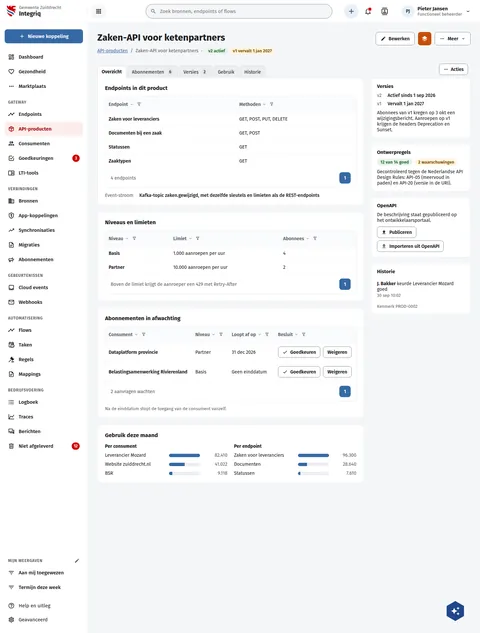 Gemeente Zuiddrecht
Integriq
Zoek bronnen, endpoints of flows
PJ
Pieter Jansen
Functioneel beheerder
+ Nieuwe koppeling
Dashboard
Gezondheid
Marktplaats
GATEWAY
Endpoints
API-producten
Consumenten
Goedkeuringen 2
LTI-tools
VERBINDINGEN
Bronnen
App-koppelingen
Synchronisaties
Migraties
Abonnementen
GEBEURTENISSEN
Cloud events
Webhooks
AUTOMATISERING
Flows
Taken
Regels
Mappings
BEDRIJFSVOERING
Logboek
Traces
Berichten
Niet afgeleverd
MIJN WEERGAVEN
Aan mij toegewezen
Termijn deze week
Help en uitleg
Geavanceerd
Zaken-API voor ketenpartners
API-producten / Zaken-API voor ketenpartners v2 actief v1 vervalt 1 jan 2027
Bewerken
Meer
Overzicht Abonnementen 6 Versies 2 Gebruik Historie
Acties
Endpoints in dit product
Endpoint Methoden
Zaken voor leveranciers GET, POST, PUT, DELETE
Documenten bij een zaak GET, POST
Statussen GET
Zaaktypen GET
4 endpoints 1
Event-stroom Kafka-topic zaken.gewijzigd, met dezelfde sleutels en limieten als de REST-endpoints
Niveaus en limieten
Niveau Limiet Abonnees
Basis 1.000 aanroepen per uur 4
Partner 10.000 aanroepen per uur 2
Boven de limiet krijgt de aanroeper een 429 met Retry-After 1
Abonnementen in afwachting
Consument Niveau Loopt af op Besluit
Dataplatform provincie Partner 31 dec 2026 Goedkeuren Weigeren
Belastingsamenwerking Rivierenland Basis Geen einddatum Goedkeuren Weigeren
2 aanvragen wachten 1
Na de einddatum stopt de toegang van de consument vanzelf.
Gebruik deze maand
Per consument
Leverancier Mozard 82.410
Website zuiddrecht.nl 41.022
BSR 9.118
Per endpoint
Zaken voor leveranciers 96.300
Documenten 28.640
Statussen 7.610
Versies
v2 Actief sinds 1 sep 2026
v1 Vervalt 1 jan 2027
Abonnees van v1 kregen op 3 okt een
wijzigingsbericht. Aanroepen op v1
krijgen de headers Deprecation en
Sunset.
Ontwerpregels
12 van 14 goed 2 waarschuwingen
Gecontroleerd tegen de Nederlandse API
Design Rules: API-05 (meervoud in
paden) en API-20 (versie in de URI).
OpenAPI
De beschrijving staat gepubliceerd op
het ontwikkelaarsportaal.
Publiceren
Importeren uit OpenAPI
Historie
J. Bakker keurde Leverancier Mozard
goed
30 sep 10:02
Kenmerk PROD-0002